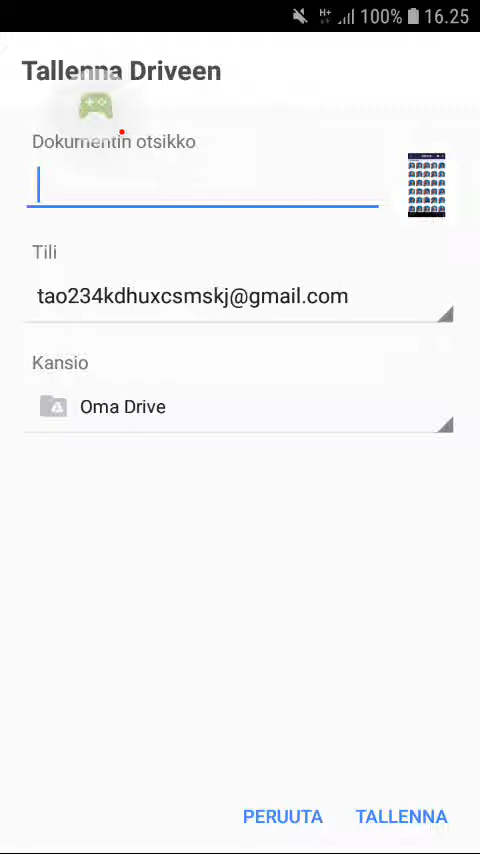 H+ 100% 16.25
Tallenna Driveen
Dokumentin otsikko
Tili
tao234kdhuxcsmskj@gmail.com
Kansio
Oma Drive
PERUUTA TALLENNA